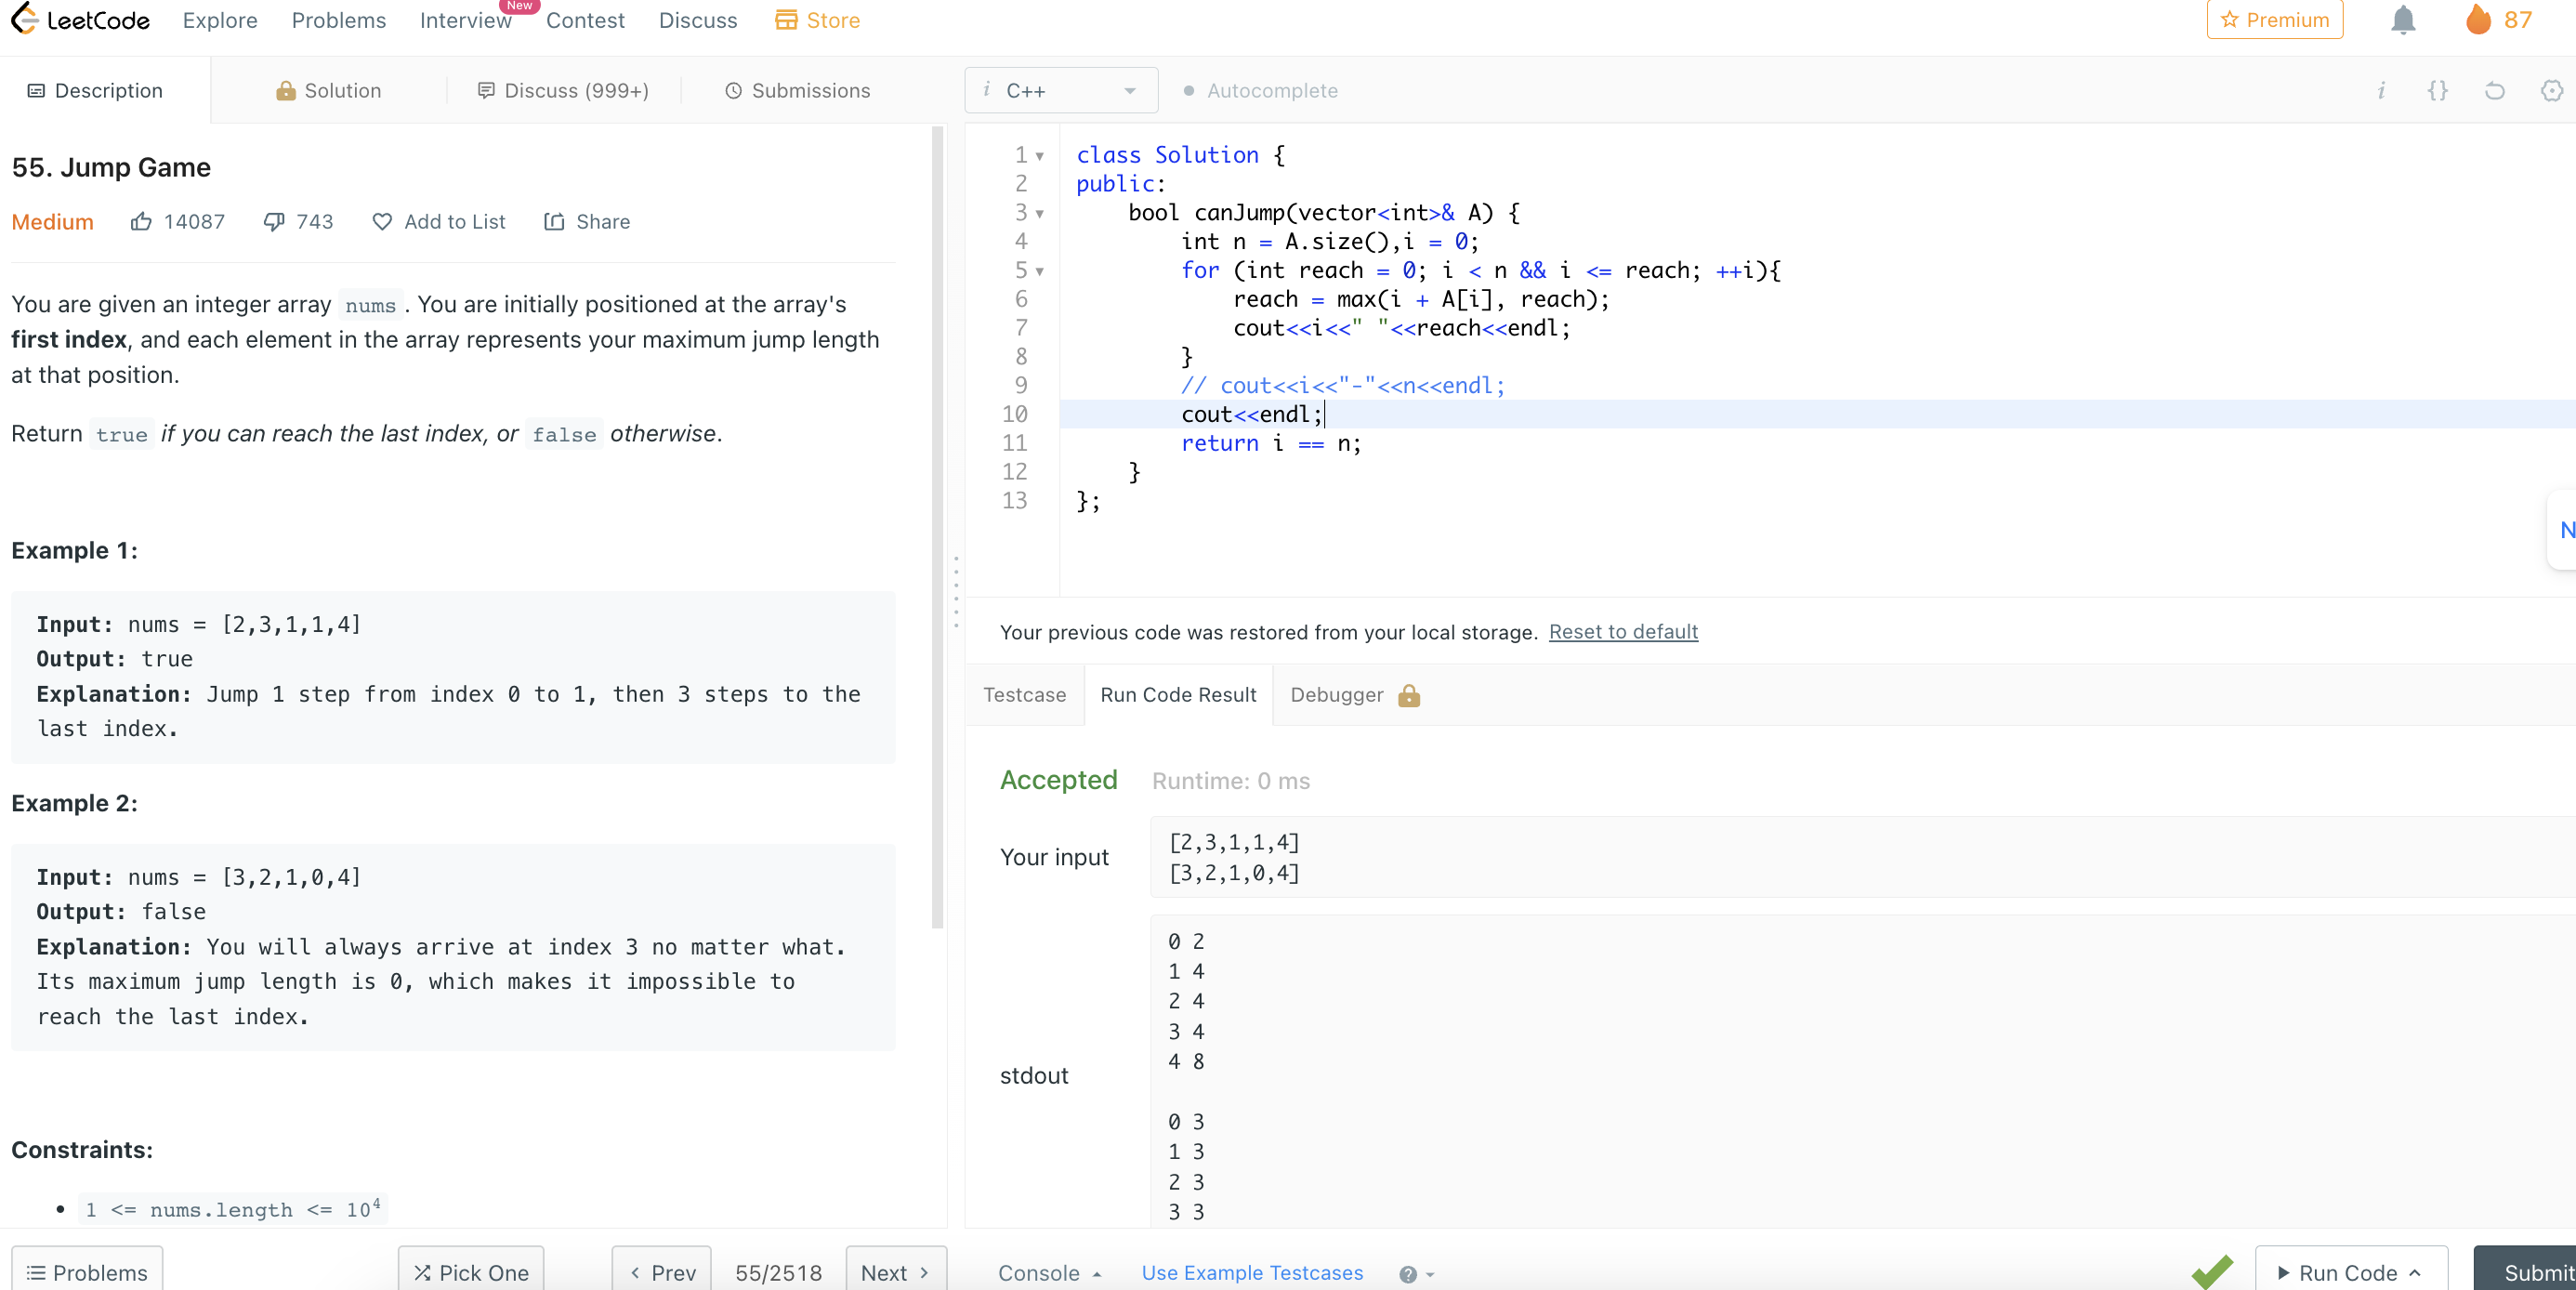 LeetCode Explore Problems Interview New Contest Discuss Store Premium 87
Description Solution Discuss (999+) Submissions
i C++ Autocomplete i {}
55. Jump Game
Medium 14087 743 Add to List Share
You are given an integer array nums . You are initially positioned at the array's
first index, and each element in the array represents your maximum jump length
at that position.
Return true if you can reach the last index, or false otherwise.
Example 1:
Input: nums = [2,3,1,1,4]
Output: true
Explanation: Jump 1 step from index 0 to 1, then 3 steps to the
last index.
Example 2:
Input: nums = [3,2,1,0,4]
Output: false
Explanation: You will always arrive at index 3 no matter what.
Its maximum jump length is 0, which makes it impossible to
reach the last index.
Constraints:
• 1 <= nums.length <= 10⁴
Problems Pick One < Prev 55/2518 Next >
1 class Solution {
2 public:
3     bool canJump(vector<int>& A) {
4         int n = A.size(),i = 0;
5         for (int reach = 0; i < n && i <= reach; ++i){
6             reach = max(i + A[i], reach);
7             cout<<i<<" "<<reach<<endl;
8         }
9         // cout<<i<<"-"<<n<<endl;
10         cout<<endl;
11         return i == n;
12     }
13 };
N
Your previous code was restored from your local storage. Reset to default
Testcase Run Code Result Debugger
Accepted Runtime: 0 ms
Your input
[2,3,1,1,4]
[3,2,1,0,4]
stdout
0 2
1 4
2 4
3 4
4 8
0 3
1 3
2 3
3 3
Console Use Example Testcases ? Run Code Submit